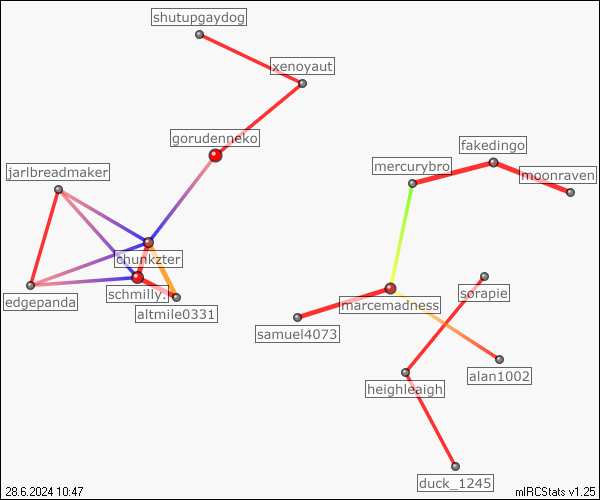 shutupgaydog
xenoyaut
gorudenneko
fakedingo
mercurybro
moonraven
jarlbreadmaker
chunkzter
sorapie
schmilly.
edgepanda
marcemadness
altmile0331
samuel4073
alan1002
heighleaigh
duck_1245
28.6.2024 10:47
mIRCStats v1.25